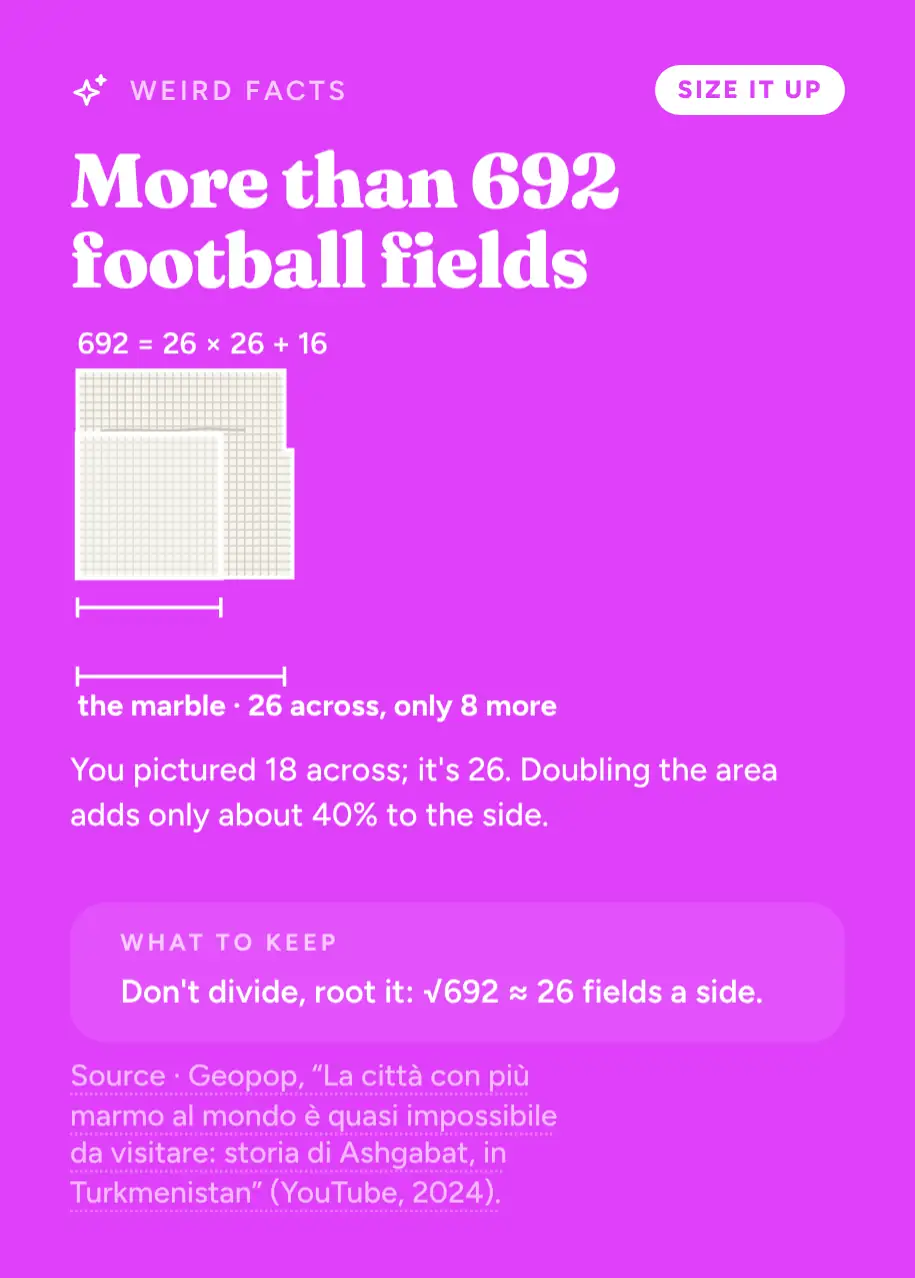 WEIRD FACTS
SIZE IT UP
More than 692
football fields
692 = 26 × 26 + 16
the marble · 26 across, only 8 more
You pictured 18 across; it's 26. Doubling the area
adds only about 40% to the side.
WHAT TO KEEP
Don't divide, root it: √692 ≈ 26 fields a side.
Source · Geopop, “La città con più
marmo al mondo è quasi impossibile
da visitare: storia di Ashgabat, in
Turkmenistan” (YouTube, 2024).